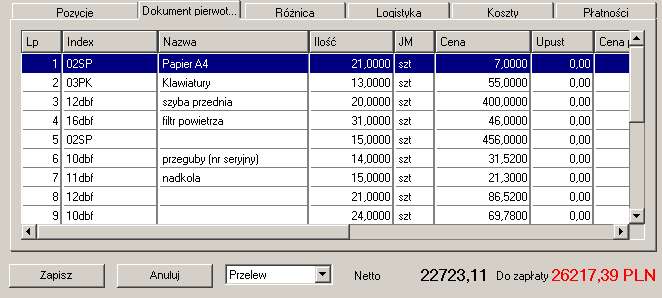 Pozycje Dokument pierwot... Różnica Logistyka Koszty Płatności
Lp Index Nazwa Ilość JM Cena Upust Cena
1 02SP Papier A4 21,0000 szt 7,0000 0,00
2 03PK Klawiatury 13,0000 szt 55,0000 0,00
3 12dbf szyba przednia 20,0000 szt 400,0000 0,00
4 16dbf filtr powietrza 31,0000 szt 46,0000 0,00
5 02SP 15,0000 szt 456,0000 0,00
6 10dbf przeguby (nr seryjny) 14,0000 szt 31,5200 0,00
7 11dbf nadkola 15,0000 szt 21,3000 0,00
8 12dbf 21,0000 szt 86,5200 0,00
9 10dbf 24,0000 szt 69,7800 0,00
Zapisz Anuluj Przelew Netto 22723,11 Do zapłaty 26217,39 PLN